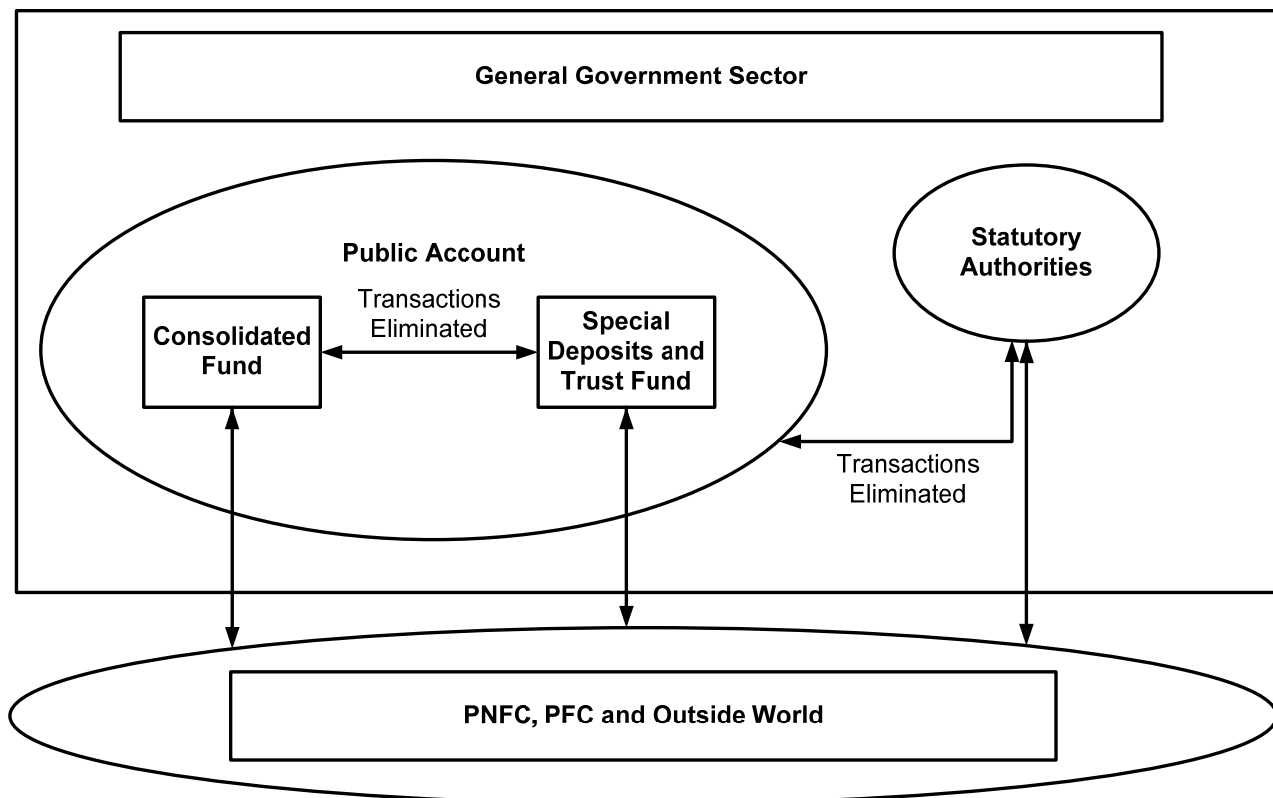 General Government Sector
Public Account
Statutory
Authorities
Transactions
Eliminated
Consolidated
Fund
Special
Deposits and
Trust Fund
Transactions
Eliminated
PNFC, PFC and Outside World